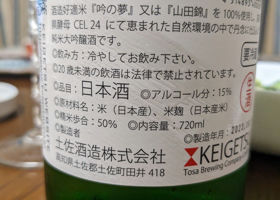 酒造好適米『吟の夢』又『山田錦』を100%使用し、
酵母 CEL 24 にて恵まれた自然環境の中で丹念に
純米大吟醸酒です。
◎飲み方：冷やしてお飲み下さい。
◎20歳未満の飲酒は法律で禁止されています。
◎品目：日本酒 ◎アルコール分：15%
◎原材料名：米（日本産）、米麹（日本産米）
◎精米歩合：50% ◎内容量：720ml
◎製造者
土佐酒造株式会社
高知県土佐郡土佐町田井 418
◎製造年月：
KEIGETS
Tosa Brewing Company